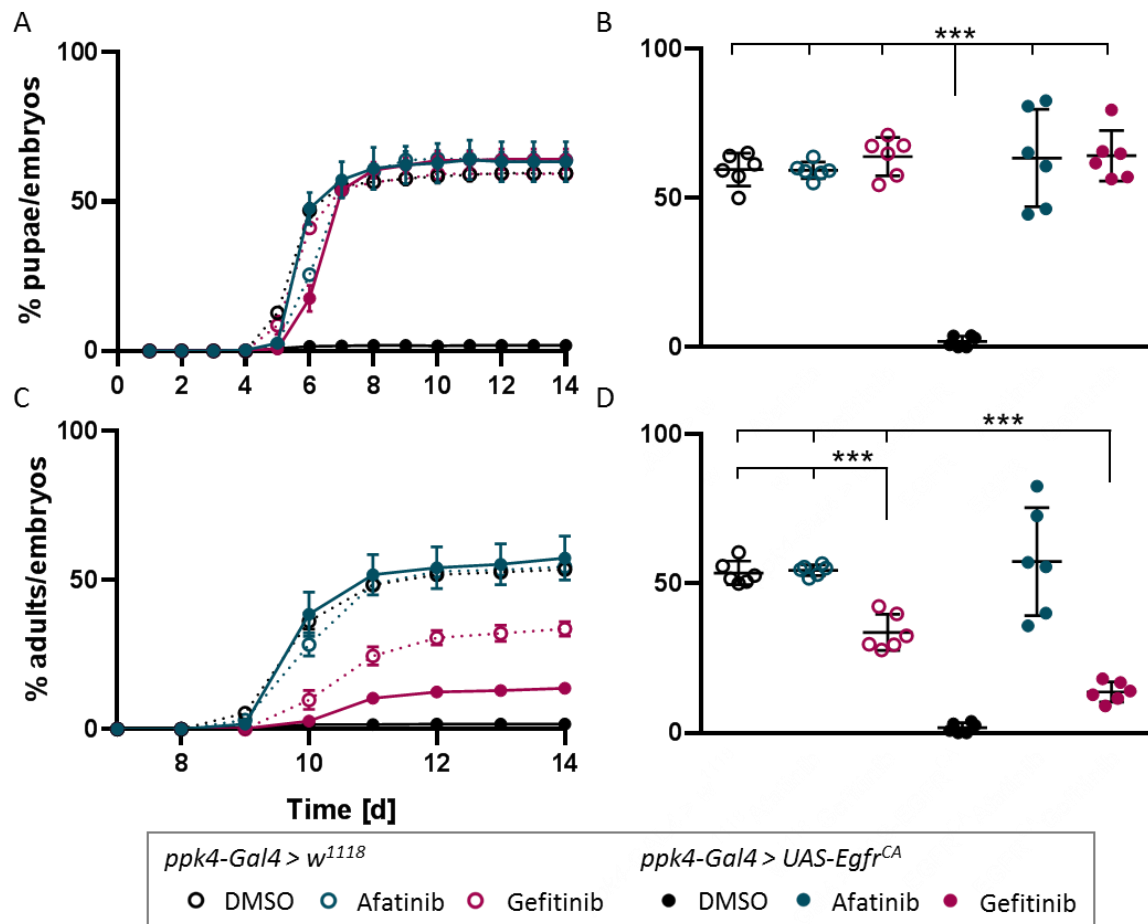 A
100
50
0
% pupae/embryos
0 2 4 6 8 10 12 14
B
100
50
0
***
C
100
50
0
% adults/embryos
8 10 12 14
Time [d]
D
100
50
0
***
***
ppk4-Gal4 > w1118
DMSO Afatinib Gefitinib
ppk4-Gal4 > UAS-EgfrCA
DMSO Afatinib Gefitinib